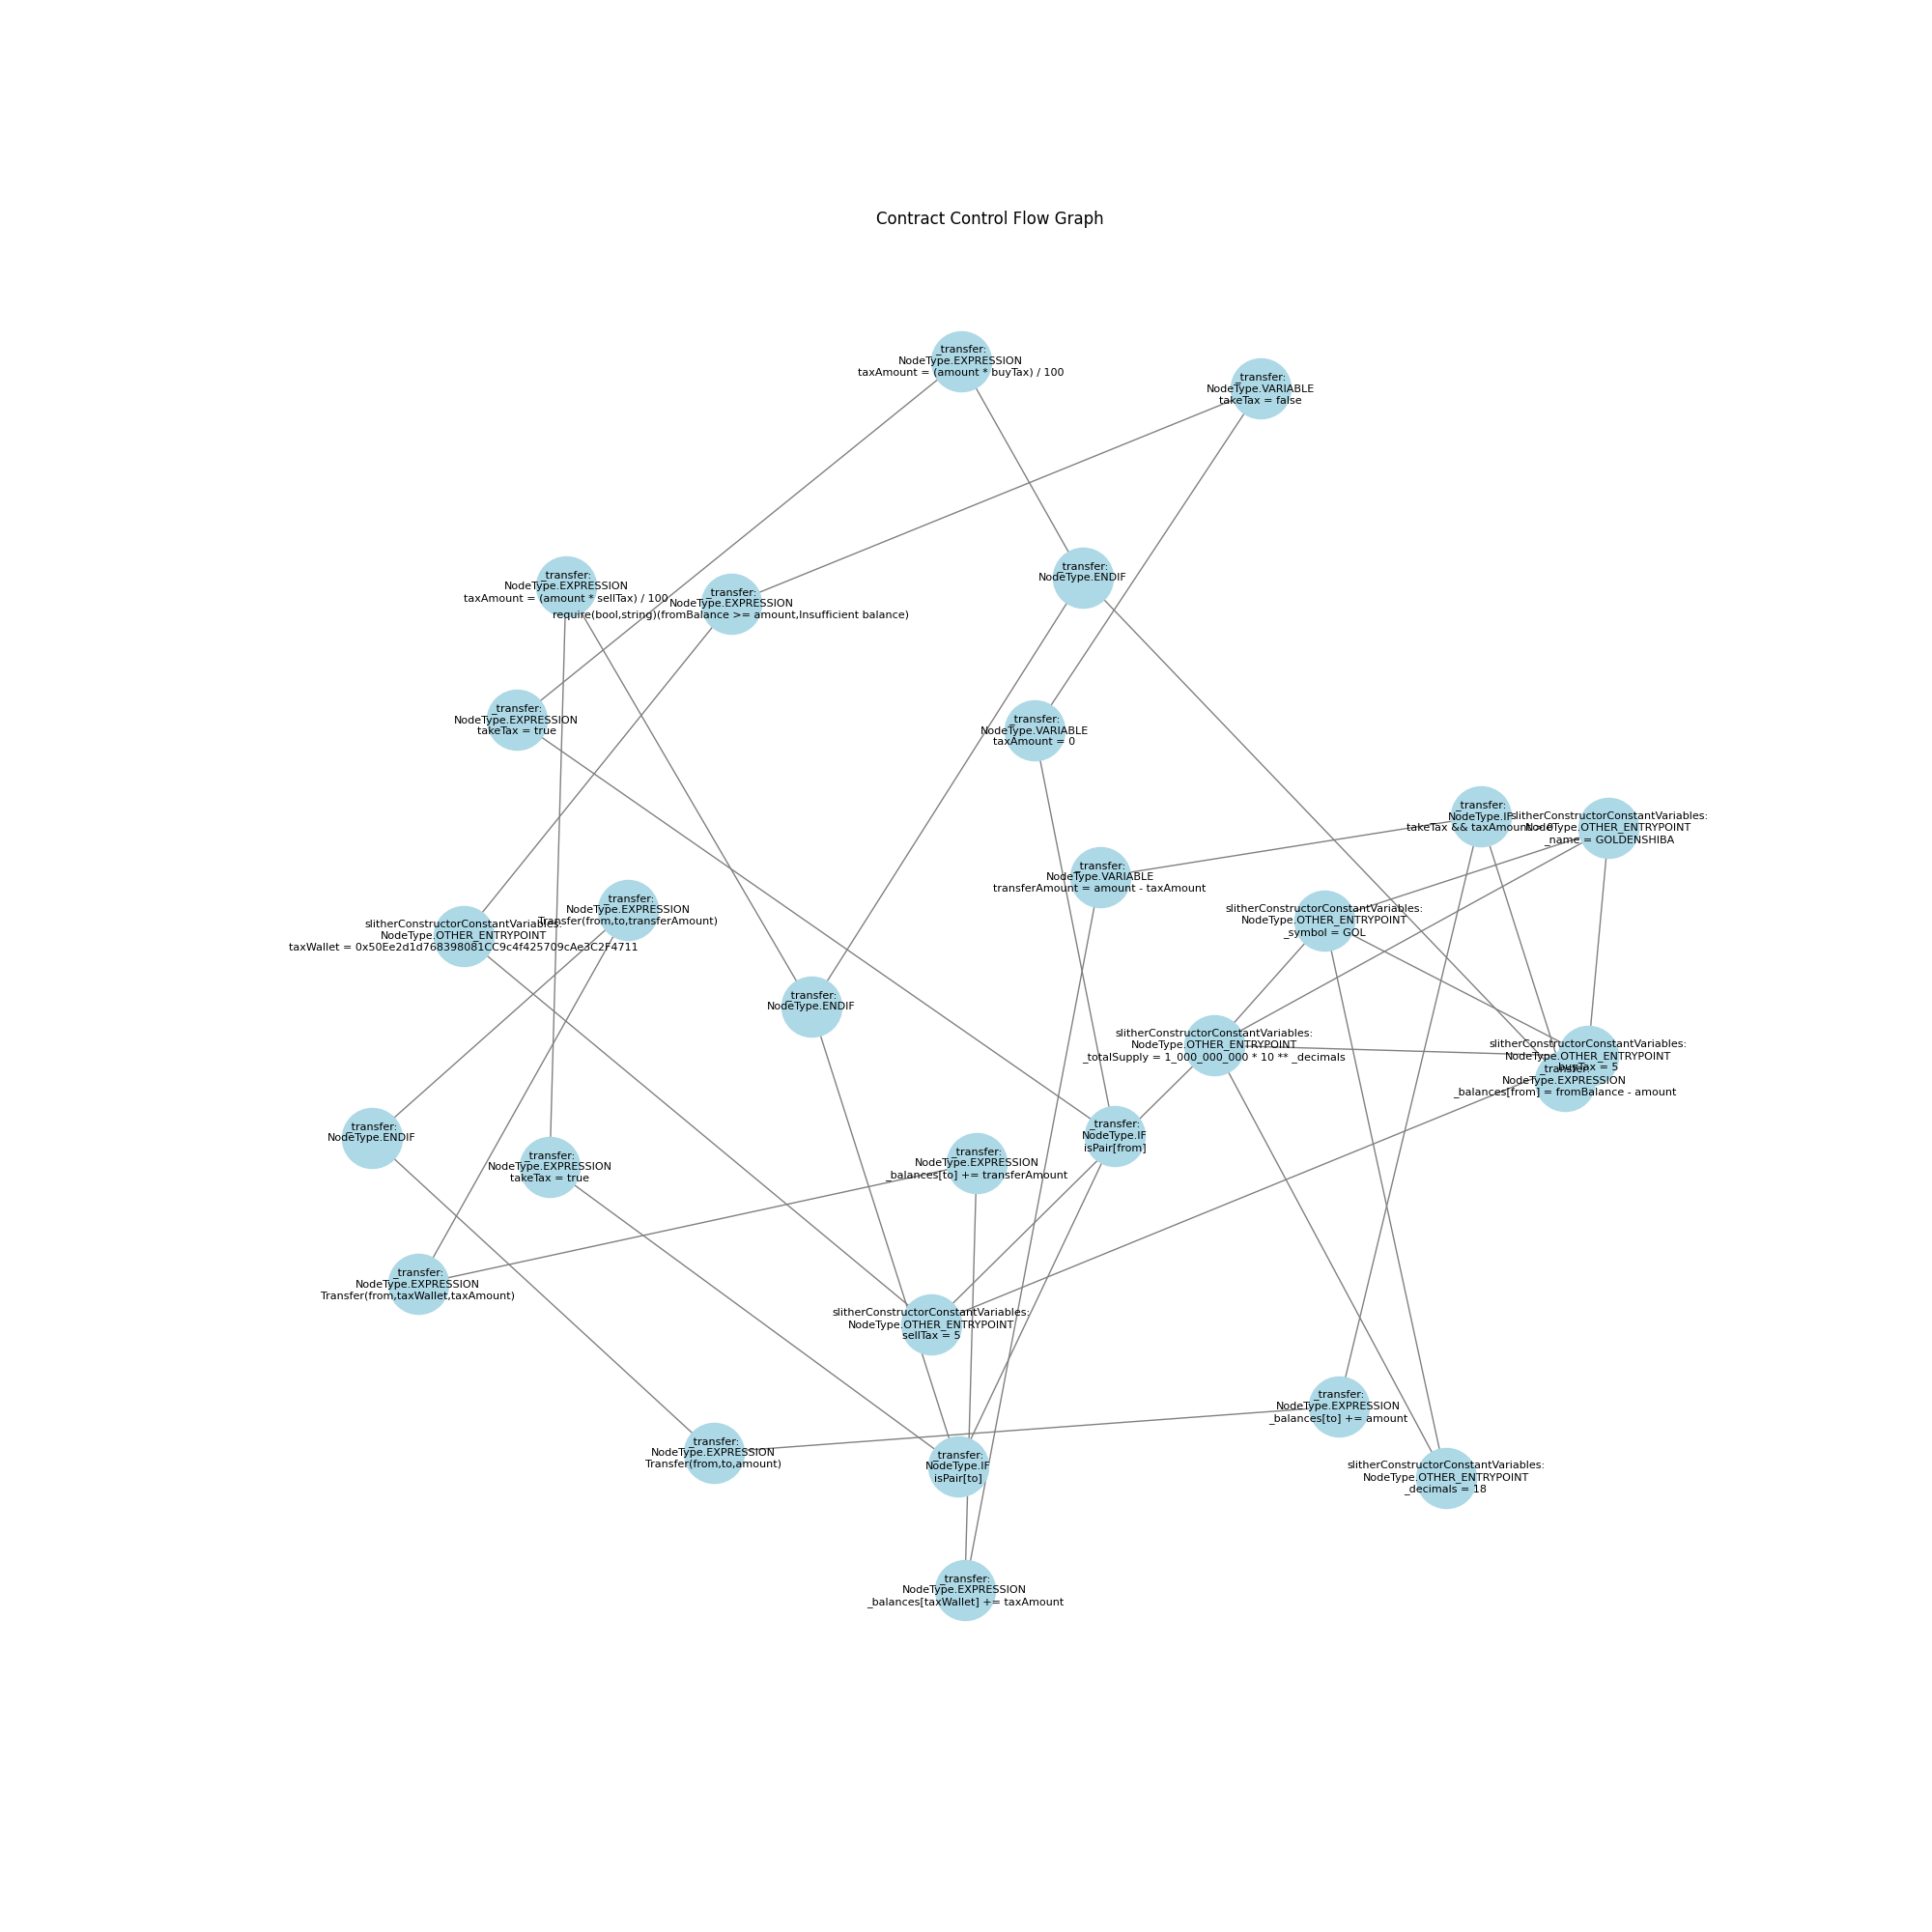 Contract Control Flow Graph
_transfer:
NodeType.EXPRESSION
taxAmount = (amount * buyTax) / 100
_transfer:
NodeType.VARIABLE
takeTax = false
_transfer:
NodeType.ENDIF
_transfer:
NodeType.EXPRESSION
taxAmount = (amount * sellTax) / 100
_transfer:
NodeType.EXPRESSION
require(bool,string)(fromBalance >= amount,Insufficient balance)
_transfer:
NodeType.EXPRESSION
takeTax = true
_transfer:
NodeType.VARIABLE
taxAmount = 0
_transfer:
NodeType.IF
takeTax && taxAmount > 0
slitherConstructorConstantVariables:
NodeType.OTHER_ENTRYPOINT
_name = GOLDENSHIBA
_transfer:
NodeType.VARIABLE
transferAmount = amount - taxAmount
_transfer:
NodeType.EXPRESSION
Transfer(from,to,transferAmount)
slitherConstructorConstantVariables:
NodeType.OTHER_ENTRYPOINT
_symbol = GOL
slitherConstructorConstantVariables:
NodeType.OTHER_ENTRYPOINT
taxWallet = 0x50Ee2d1d768398081CC9c4f425709cAe3C2F4711
_transfer:
NodeType.ENDIF
slitherConstructorConstantVariables:
NodeType.OTHER_ENTRYPOINT
_totalSupply = 1_000_000_000 * 10 ** _decimals
slitherConstructorConstantVariables:
NodeType.OTHER_ENTRYPOINT
buyTax = 5
_transfer:
NodeType.EXPRESSION
_balances[from] = fromBalance - amount
_transfer:
NodeType.ENDIF
_transfer:
NodeType.IF
isPair[from]
_transfer:
NodeType.EXPRESSION
_balances[to] += transferAmount
_transfer:
NodeType.EXPRESSION
takeTax = true
_transfer:
NodeType.EXPRESSION
Transfer(from,taxWallet,taxAmount)
slitherConstructorConstantVariables:
NodeType.OTHER_ENTRYPOINT
sellTax = 5
_transfer:
NodeType.EXPRESSION
_balances[to] += amount
_transfer:
NodeType.EXPRESSION
Transfer(from,to,amount)
_transfer:
NodeType.IF
isPair[to]
slitherConstructorConstantVariables:
NodeType.OTHER_ENTRYPOINT
_decimals = 18
_transfer:
NodeType.EXPRESSION
_balances[taxWallet] += taxAmount